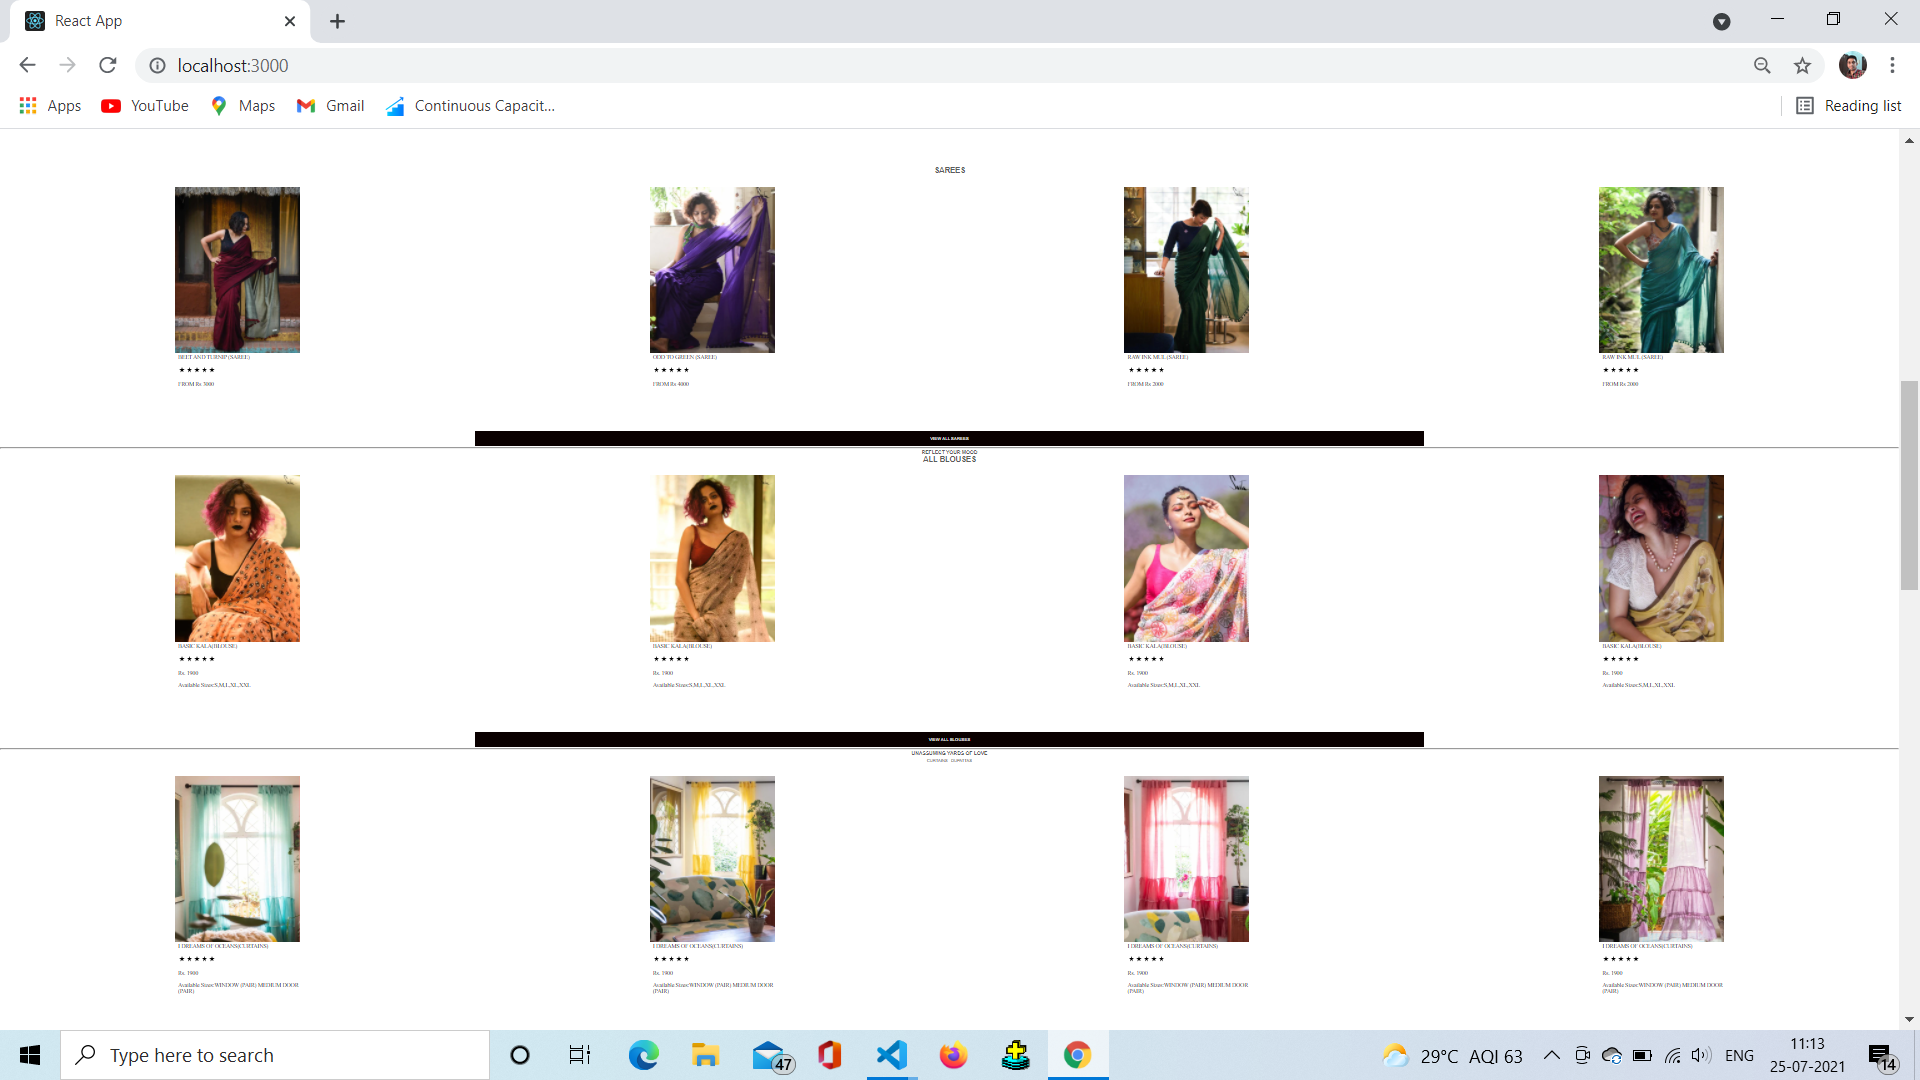 React App
localhost:3000
Apps
YouTube
Maps
Gmail
Continuous Capacit...
Reading list
SAREES
BEET AND TURNIP (SAREE)
ODD TO GREEN (SAREE)
RAW INK MUL (SAREE)
RAW INK MUL (SAREE)
★★★★★
★★★★★
★★★★★
★★★★★
FROM Rs 3000
FROM Rs 4000
FROM Rs 2000
FROM Rs 2000
VIEW ALL SAREES
REFLECT YOUR MOOD
ALL BLOUSES
BASIC KALA(BLOUSE)
BASIC KALA(BLOUSE)
BASIC KALA(BLOUSE)
BASIC KALA(BLOUSE)
★★★★★
★★★★★
★★★★★
★★★★★
Rs. 1900
Rs. 1900
Rs. 1900
Rs. 1900
Available Sizes:S,M,L,XL,XXL
Available Sizes:S,M,L,XL,XXL
Available Sizes:S,M,L,XL,XXL
Available Sizes:S,M,L,XL,XXL
VIEW ALL BLOUSES
UNASSUMING YARDS OF LOVE
CURTAINS
I DREAMS OF OCEANS(CURTAINS)
I DREAMS OF OCEANS(CURTAINS)
I DREAMS OF OCEANS(CURTAINS)
I DREAMS OF OCEANS(CURTAINS)
★★★★★
★★★★★
★★★★★
★★★★★
Rs. 1900
Rs. 1900
Rs. 1900
Rs. 1900
Available Sizes:WINDOW (PAIR) MEDIUM DOOR
(PAIR)
Available Sizes:WINDOW (PAIR) MEDIUM DOOR
(PAIR)
Available Sizes:WINDOW (PAIR) MEDIUM DOOR
(PAIR)
Available Sizes:WINDOW (PAIR) MEDIUM DOOR
(PAIR)
Type here to search
47
29°C AQI 63
ENG
11:13
25-07-2021
14